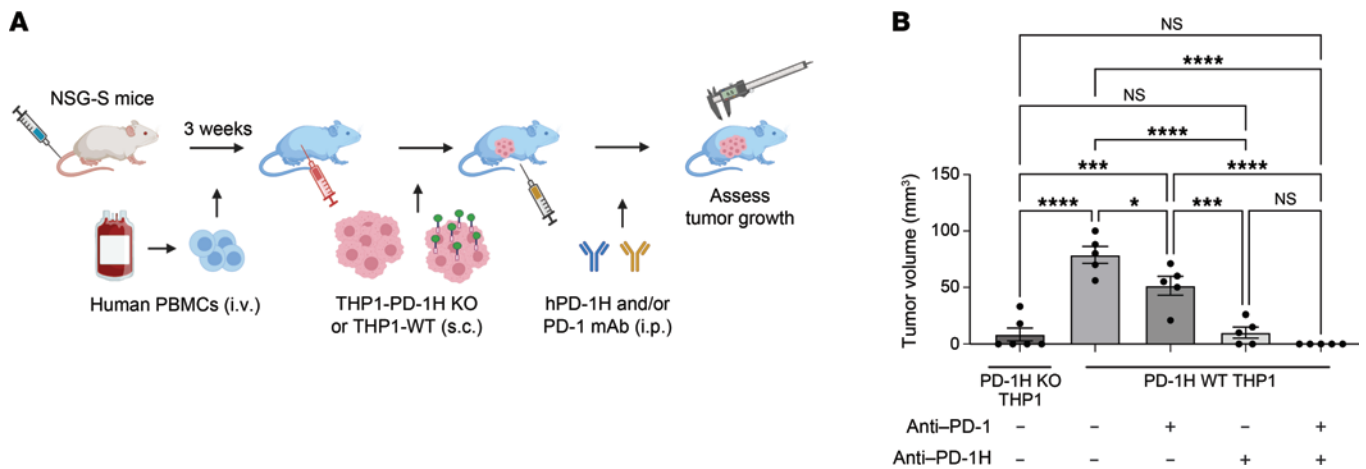 A
NSG-S mice
3 weeks
Human PBMCs (i.v.)
THP1-PD-1H KO
or THP1-WT (s.c.)
hPD-1H and/or
PD-1 mAb (i.p.)
Assess
tumor growth
B
NS
****
NS
****
*** ****
**** * *** NS
Tumor volume (mm³)
150
100
50
0
PD-1H KO
THP1
PD-1H WT THP1
Anti–PD-1 – – + – +
Anti–PD-1H – – – + +